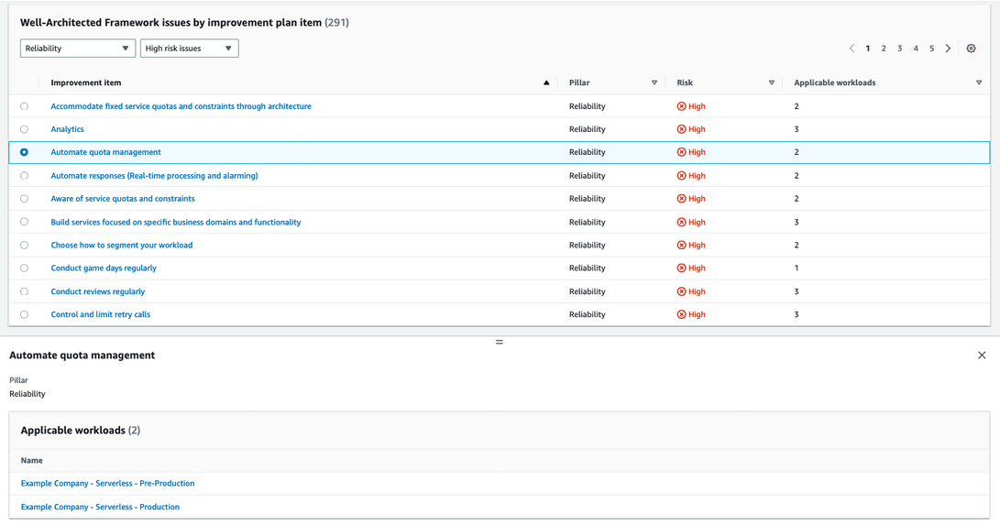 Well-Architected Framework issues by improvement plan item (291)
Reliability High risk issues 1 2 3 4 5
Improvement item Pillar Risk Applicable workloads
Accommodate fixed service quotas and constraints through architecture Reliability High 2
Analytics Reliability High 3
Automate quota management Reliability High 2
Automate responses (Real-time processing and alarming) Reliability High 2
Aware of service quotas and constraints Reliability High 2
Build services focused on specific business domains and functionality Reliability High 3
Choose how to segment your workload Reliability High 2
Conduct game days regularly Reliability High 1
Conduct reviews regularly Reliability High 3
Control and limit retry calls Reliability High 3
Automate quota management
Pillar
Reliability
Applicable workloads (2)
Name
Example Company - Serverless - Pre-Production
Example Company - Serverless - Production